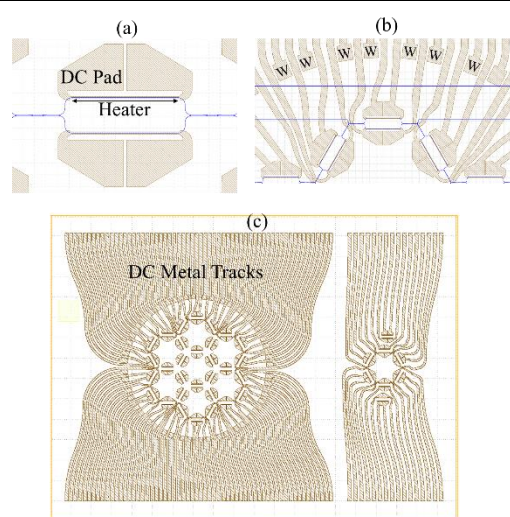 (a)
DC Pad
Heater
(b)
W W W W W W W
(c)
DC Metal Tracks